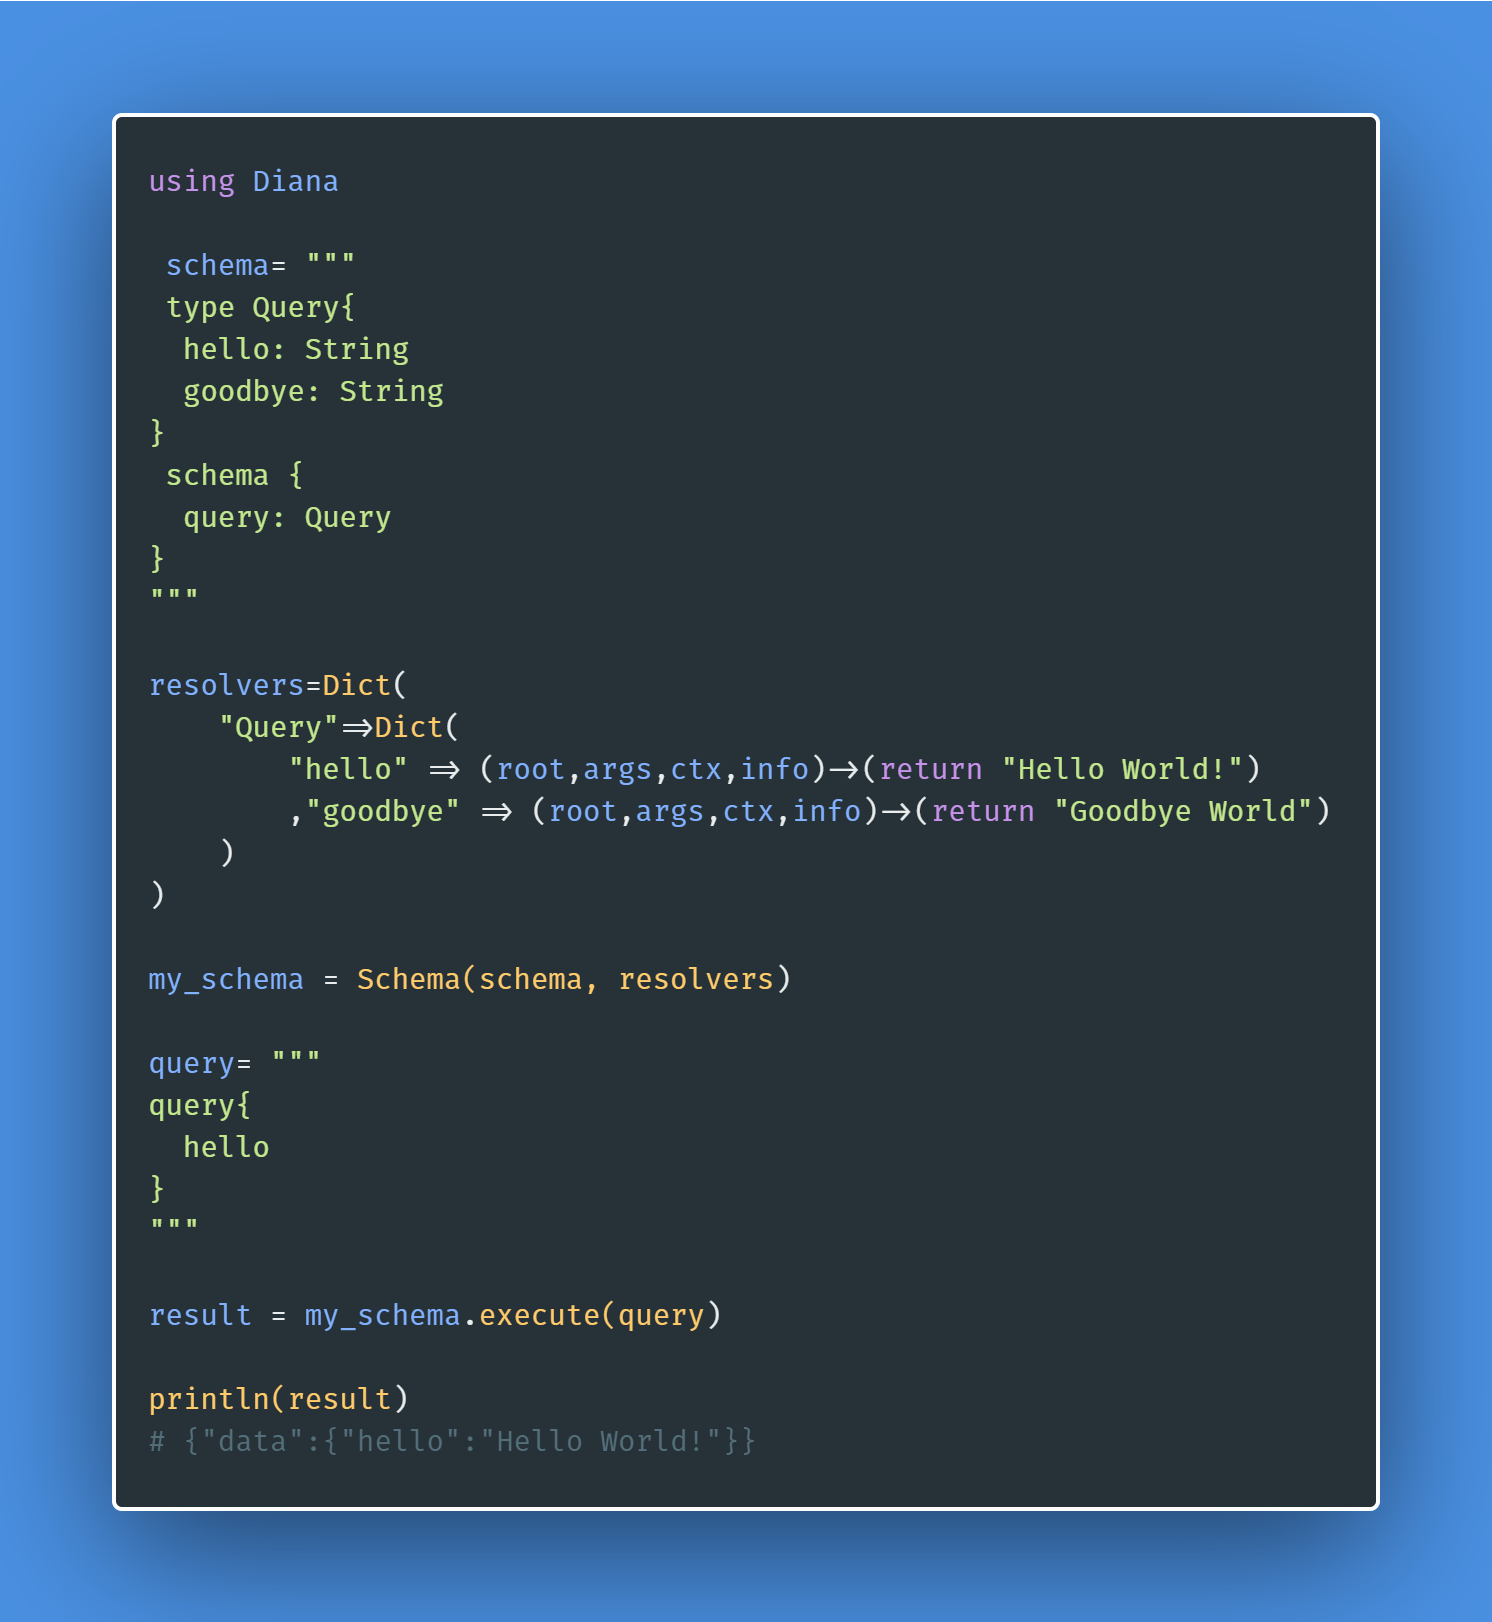 using Diana
schema= """
type Query{
hello: String
goodbye: String
}
schema {
query: Query
}
"""
resolvers=Dict(
"Query"=>Dict(
"hello" => (root,args,ctx,info)->(return "Hello World!")
,"goodbye" => (root,args,ctx,info)->(return "Goodbye World")
)
)
my_schema = Schema(schema, resolvers)
query= """
query{
hello
}
"""
result = my_schema.execute(query)
println(result)
# {"data":{"hello":"Hello World!"}}